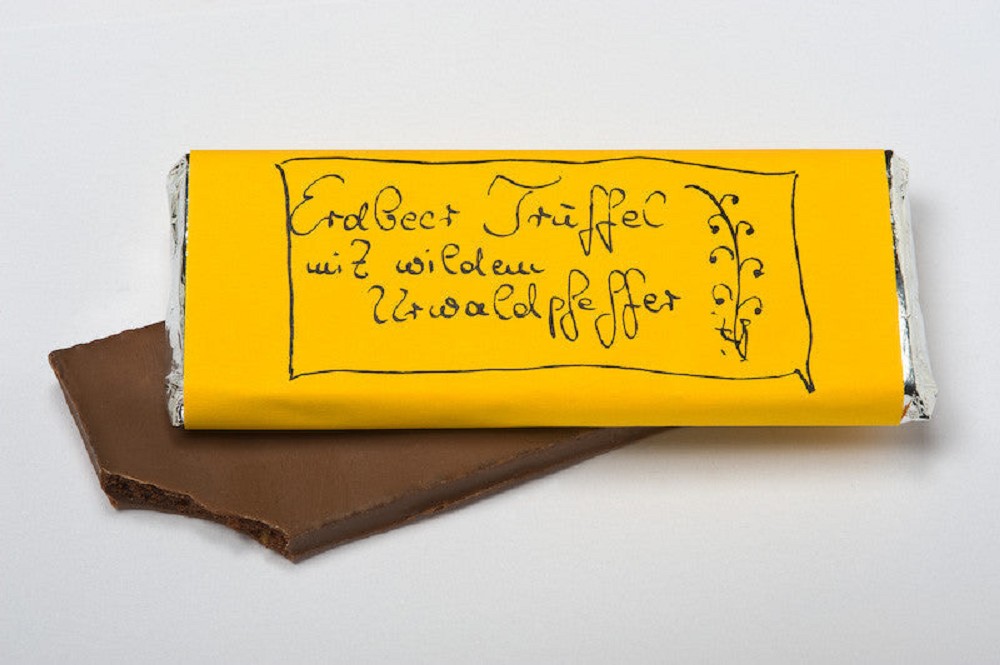 Erdbeer Trüffel
mit wildem
Urwaldpfeffer